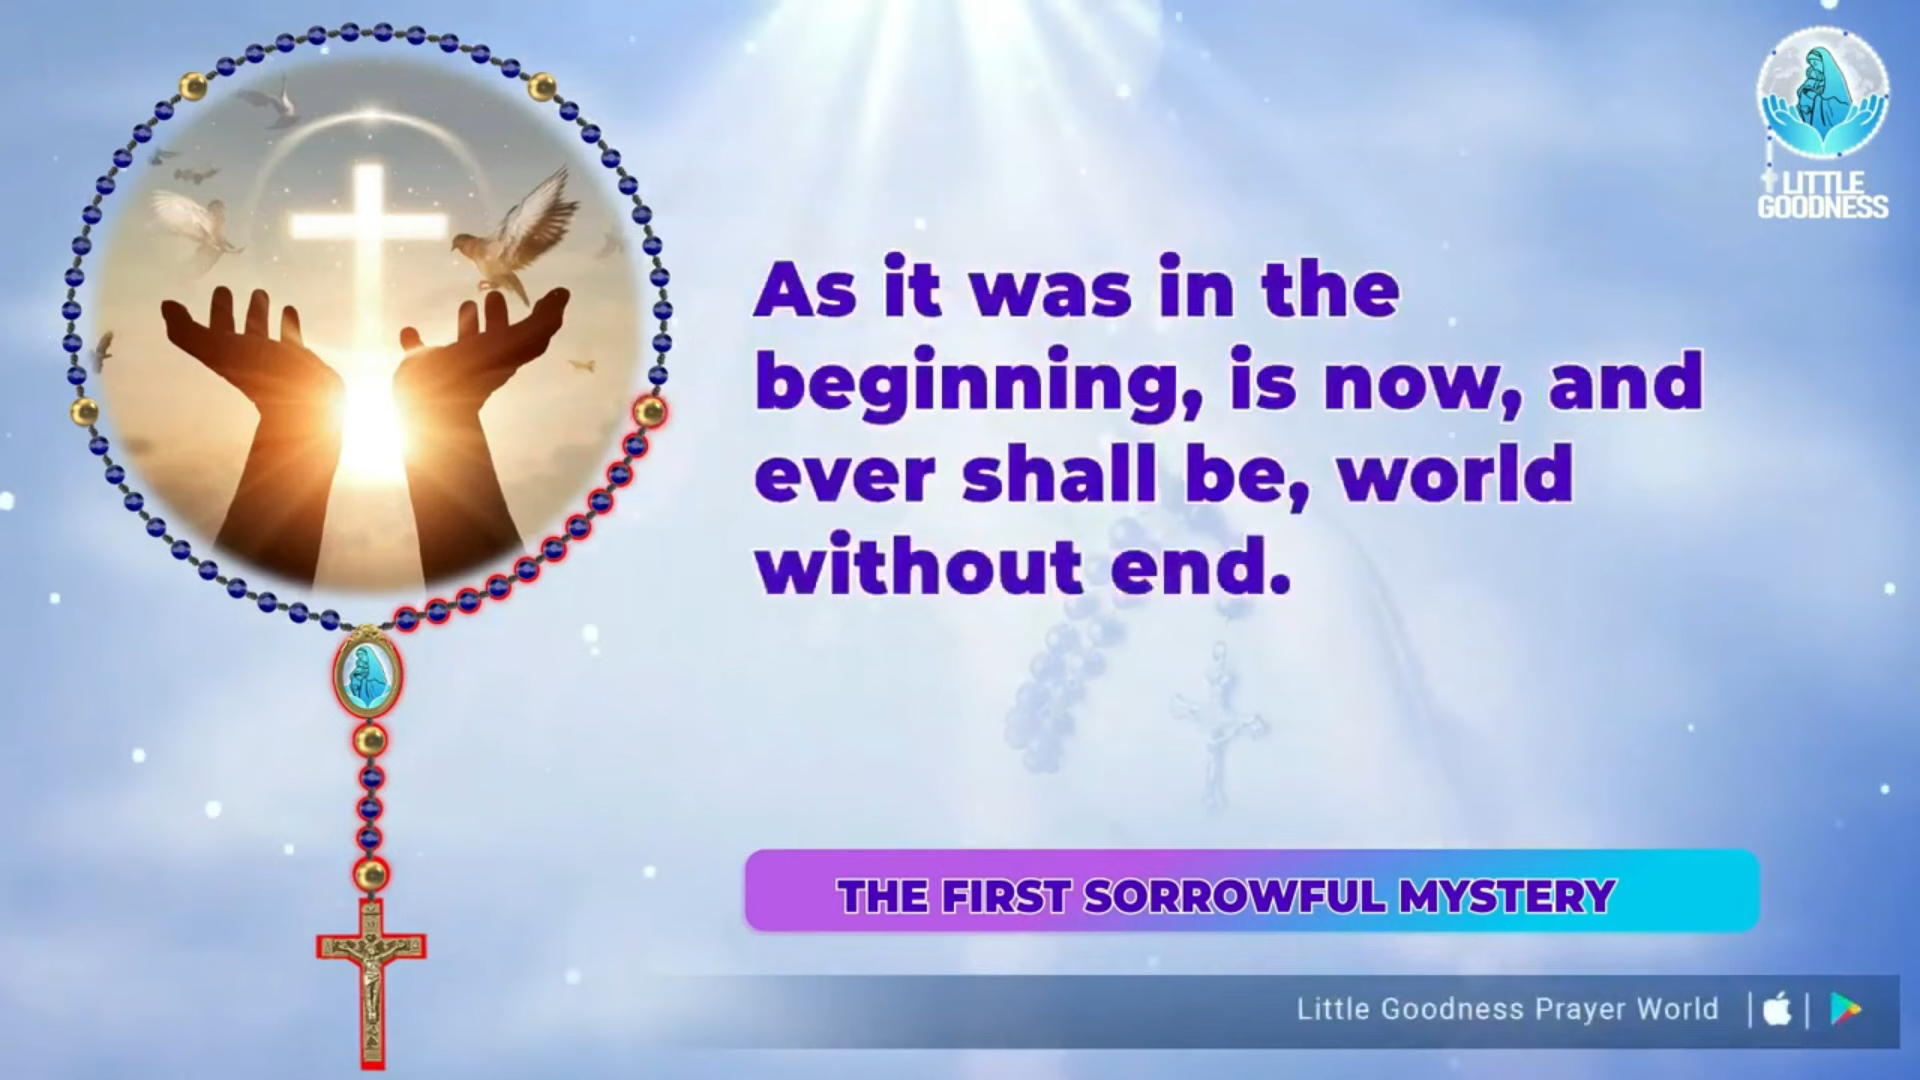 LITTLE
GOODNESS
As it was in the
beginning, is now, and
ever shall be, world
without end.
THE FIRST SORROWFUL MYSTERY
Little Goodness Prayer World